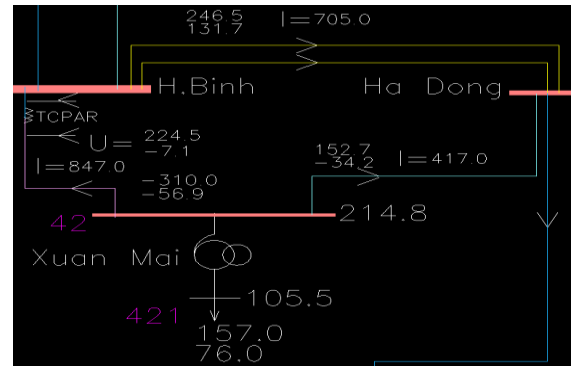 246.5
131.7
I=705.0
H.Binh
Ha Dong
TCPAR
U= 224.5
-7.1
I=847.0
152.7
-34.2
I=417.0
-310.0
-56.9
42
214.8
Xuan Mai
421
105.5
157.0
76.0